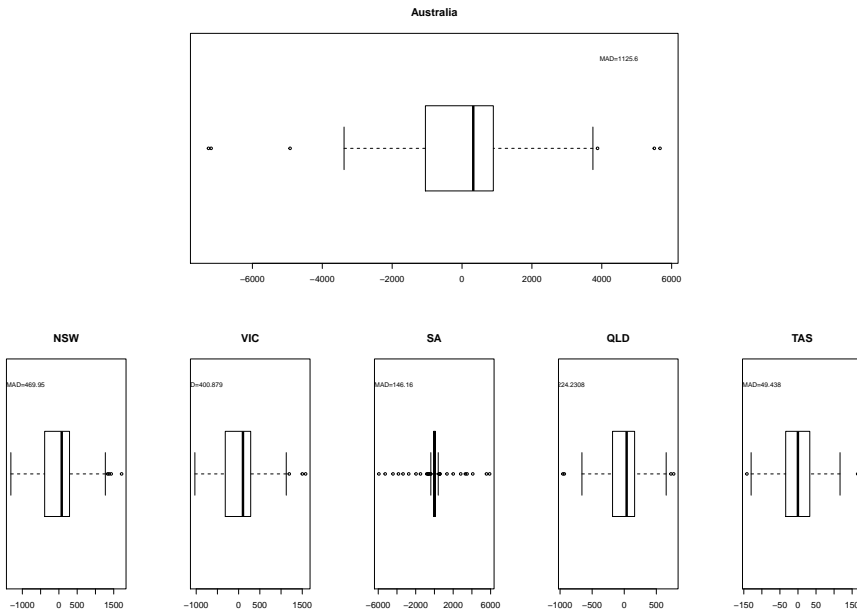 Australia
MAD=1125.6
−6000 −4000 −2000 0 2000 4000 6000
NSW VIC SA QLD TAS
MAD=469.95 D=400.879 MAD=146.16 224.2308 MAD=49.438
−1000 0 500 1500 −1000 0 500 1500 −6000 −2000 2000 6000 −1000 0 500 −150 −50 0 50 150